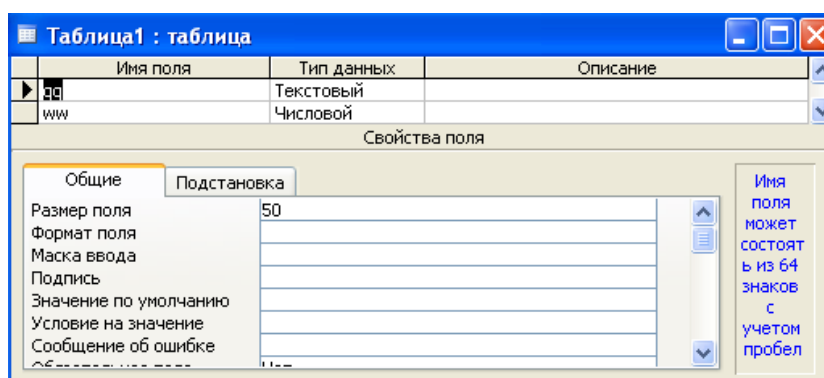 Таблица1 : таблица
Имя поля Тип данных Описание
qq Текстовый
ww Числовой
Свойства поля
Общие Подстановка
Размер поля 50
Формат поля
Маска ввода
Подпись
Значение по умолчанию
Условие на значение
Сообщение об ошибке
Имя
поля
может
состоят
ь из 64
знаков
с
учетом
пробел